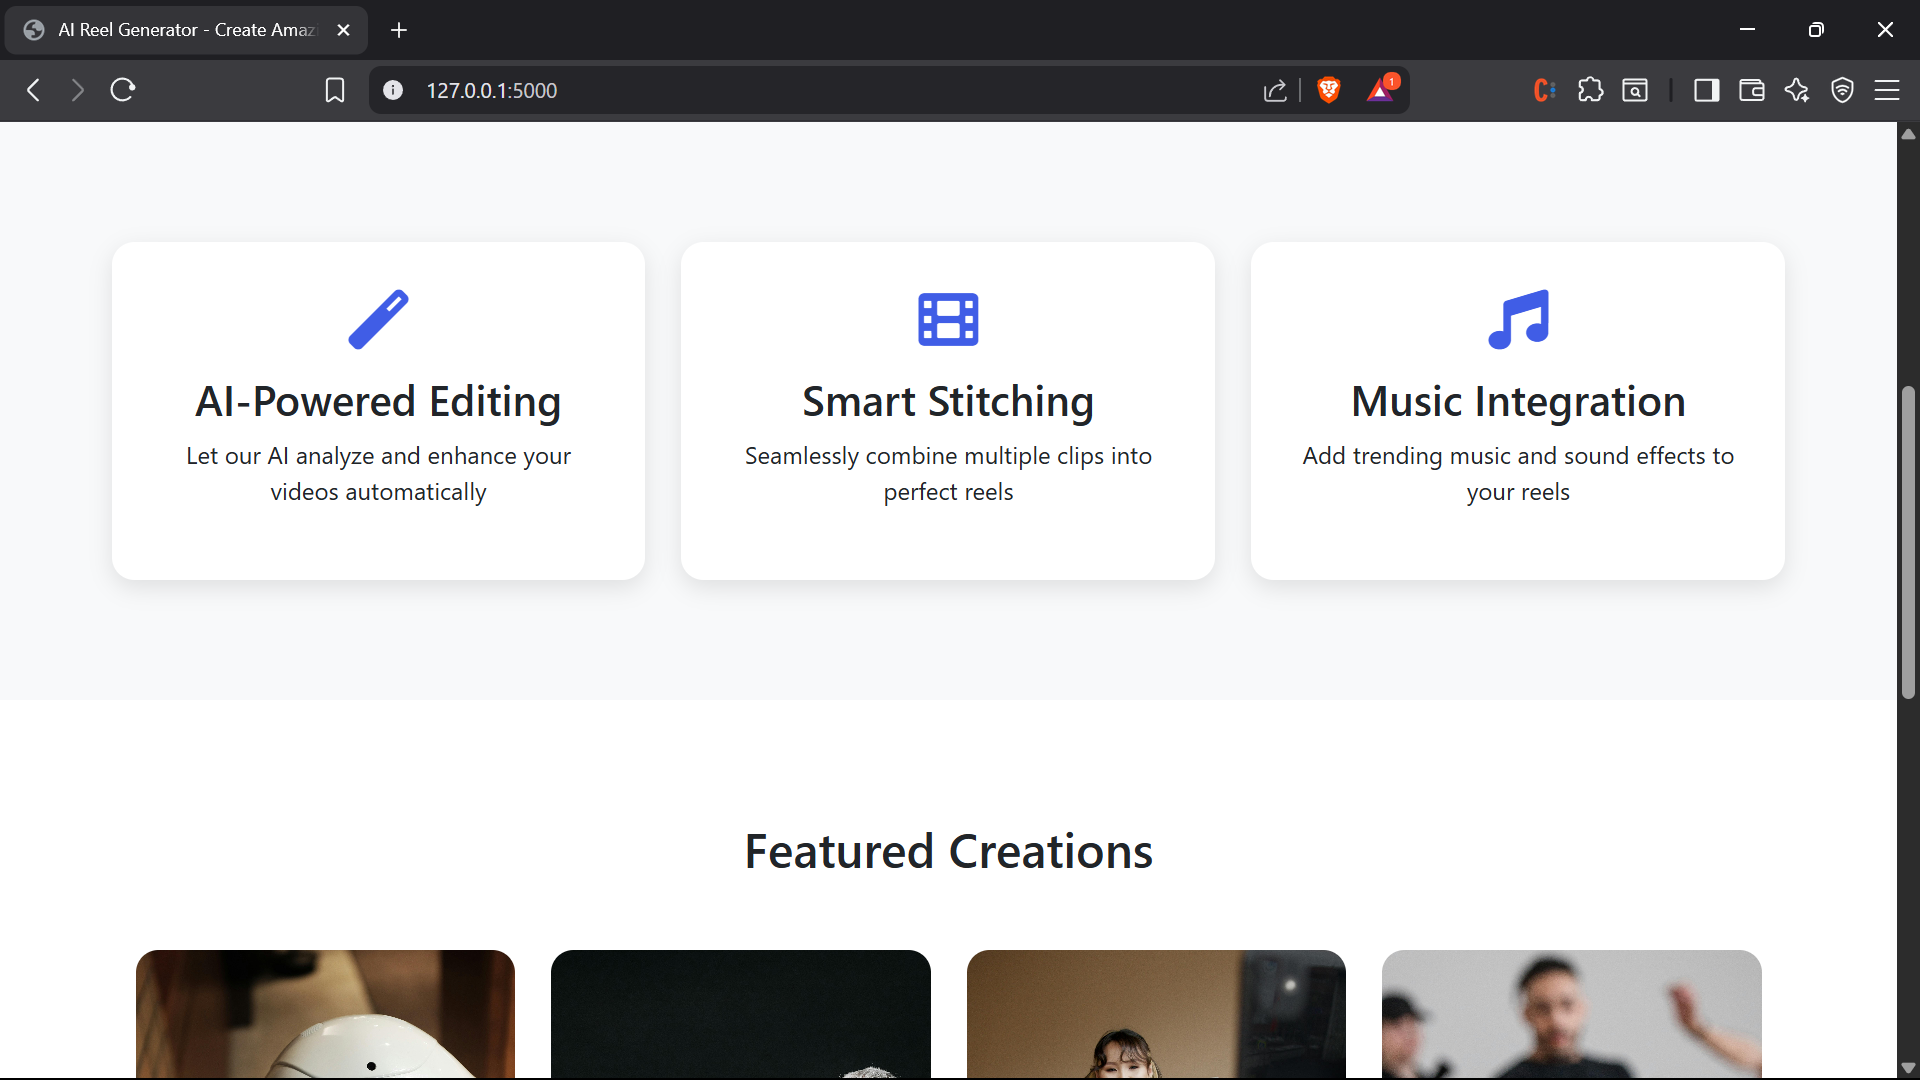 AI Reel Generator - Create Amaz
127.0.0.1:5000
1
AI-Powered Editing
Let our AI analyze and enhance your
videos automatically
Smart Stitching
Seamlessly combine multiple clips into
perfect reels
Music Integration
Add trending music and sound effects to
your reels
Featured Creations